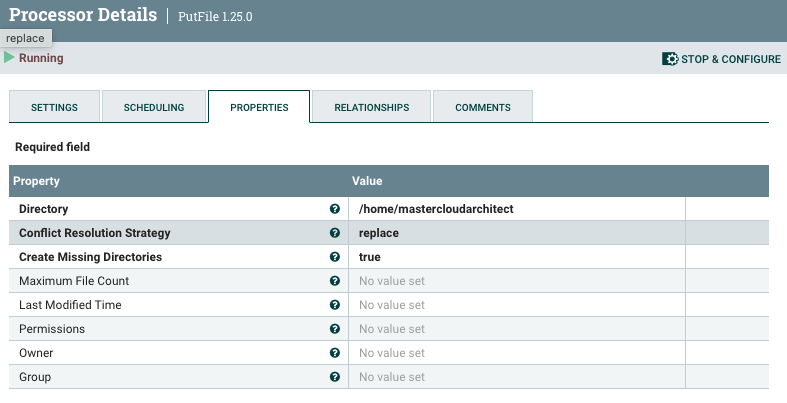 Processor Details | PutFile 1.25.0
replace
Running
STOP & CONFIGURE
SETTINGS SCHEDULING PROPERTIES RELATIONSHIPS COMMENTS
Required field
Property Value
Directory ? /home/mastercloudarchitect
Conflict Resolution Strategy ? replace
Create Missing Directories ? true
Maximum File Count ? No value set
Last Modified Time ? No value set
Permissions ? No value set
Owner ? No value set
Group ? No value set